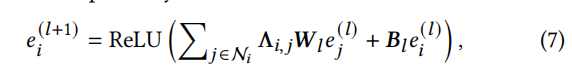 e_i^{(l+1)} = ReLU ( ∑_{j∈𝒩_i} Λ_{i,j} W_l e_j^{(l)} + B_l e_i^{(l)} ) , (7)